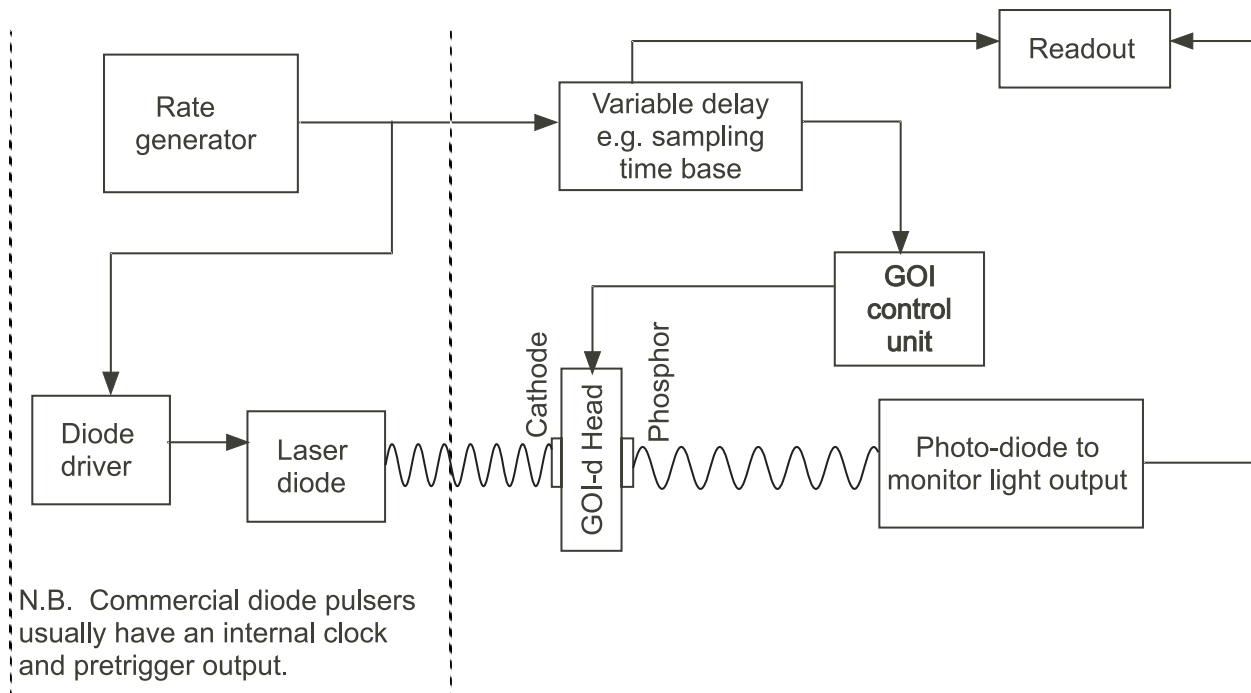 Rate
generator
Variable delay
e.g. sampling
time base
Readout
GOI
control
unit
Diode
driver
Laser
diode
Cathode
GOI-d Head
Phosphor
Photo-diode to
monitor light output
N.B.  Commercial diode pulsers
usually have an internal clock
and pretrigger output.